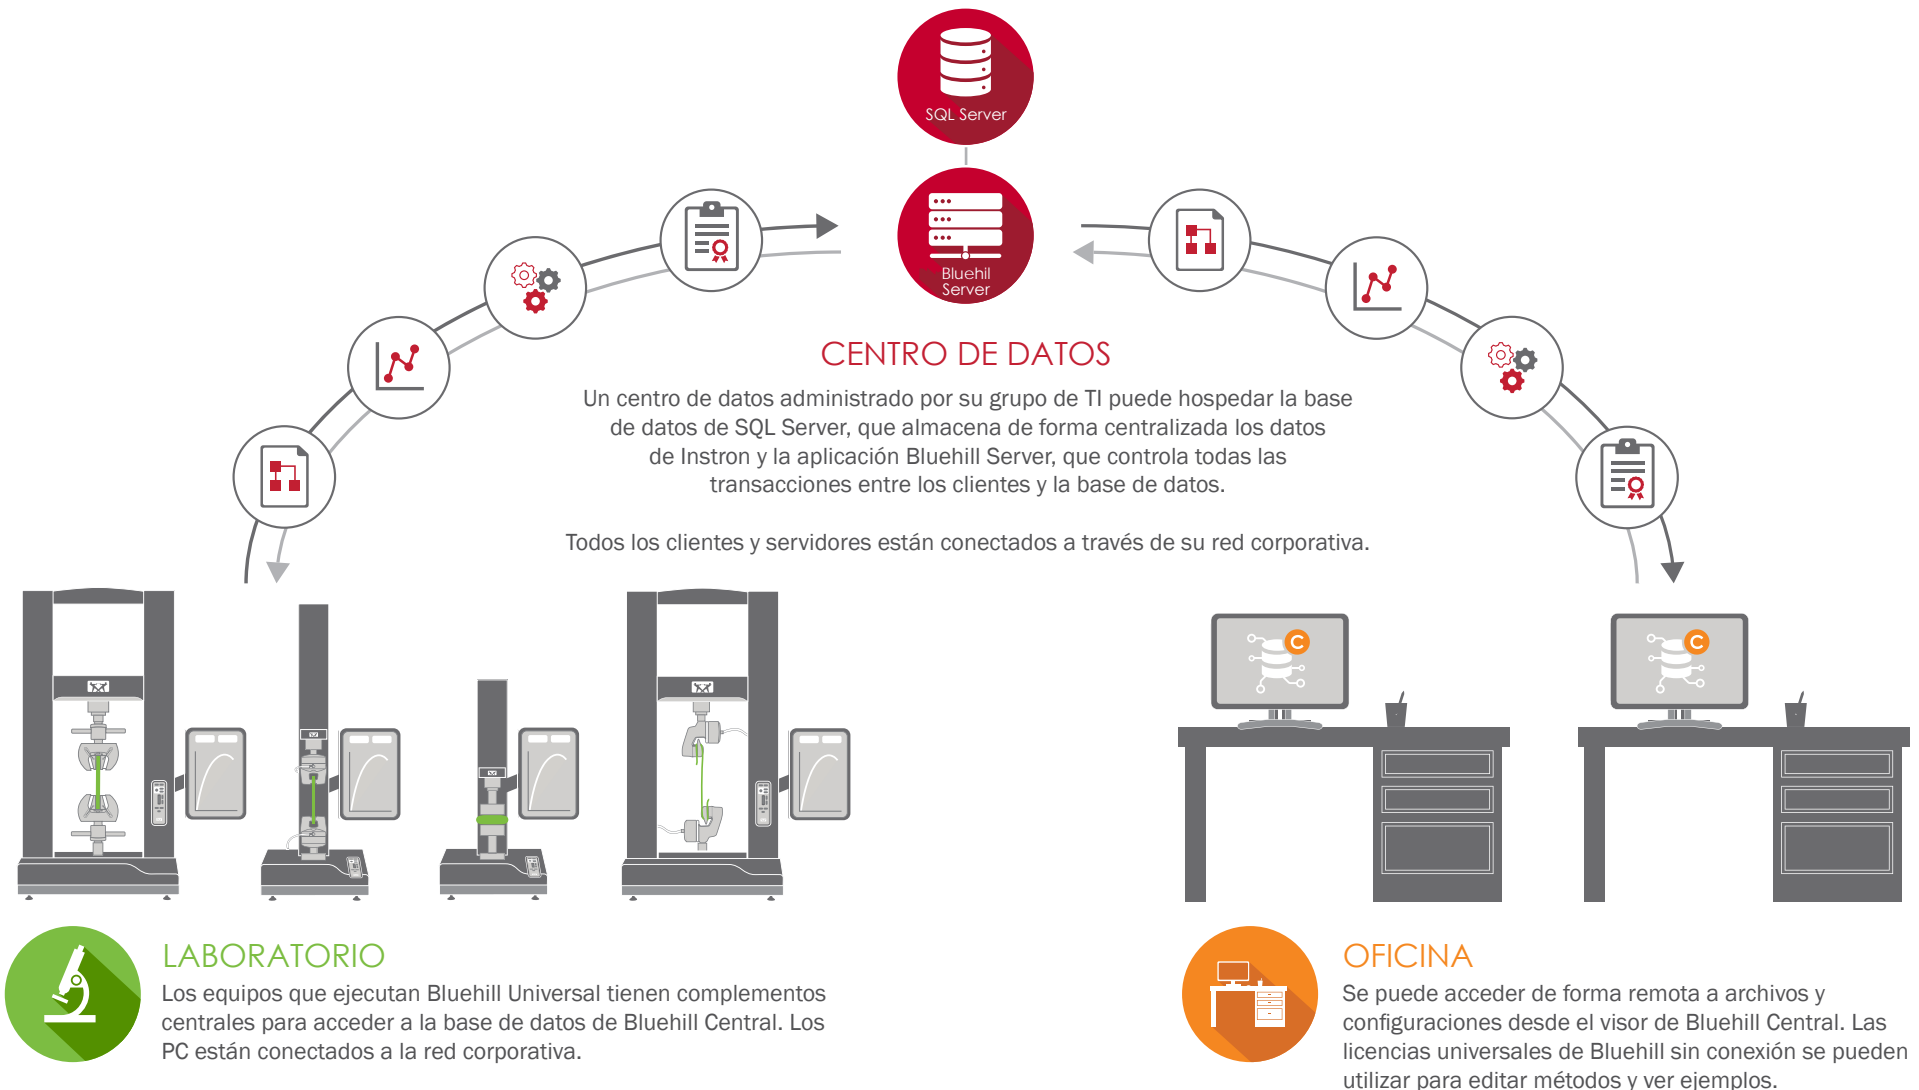 SQL Server
Bluehil
Server
CENTRO DE DATOS
Un centro de datos administrado por su grupo de TI puede hospedar la base
de datos de SQL Server, que almacena de forma centralizada los datos
de Instron y la aplicación Bluehill Server, que controla todas las
transacciones entre los clientes y la base de datos.
Todos los clientes y servidores están conectados a través de su red corporativa.
C
C
LABORATORIO
Los equipos que ejecutan Bluehill Universal tienen complementos
centrales para acceder a la base de datos de Bluehill Central. Los
PC están conectados a la red corporativa.
OFICINA
Se puede acceder de forma remota a archivos y
configuraciones desde el visor de Bluehill Central. Las
licencias universales de Bluehill sin conexión se pueden
utilizar para editar métodos y ver ejemplos.